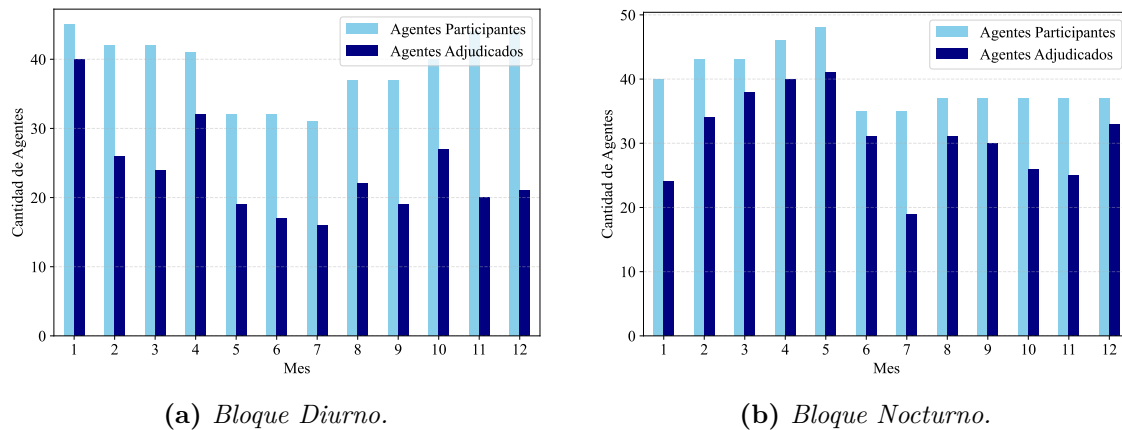 Agentes Participantes
Agentes Adjudicados
Cantidad de Agentes
40
30
20
10
0
1 2 3 4 5 6 7 8 9 10 11 12
Mes
(a) Bloque Diurno.
Agentes Participantes
Agentes Adjudicados
Cantidad de Agentes
50
40
30
20
10
0
1 2 3 4 5 6 7 8 9 10 11 12
Mes
(b) Bloque Nocturno.